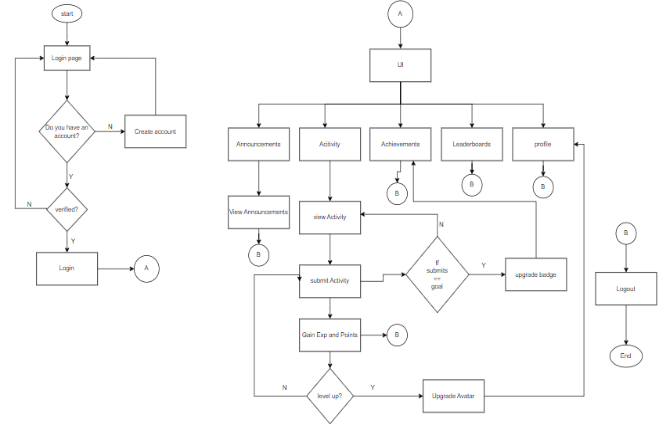 start
Login page
Do you have an
account?
N
Create account
Y
verified?
N
Y
Login
A
A
UI
Announcements
Acitivity
Achievements
Leaderboards
profile
B
B
B
View Announcements
view Activity
B
N
If
submits
==
goal
Y
upgrade badge
submit Activity
Gain Exp and Points
B
level up?
N
Y
Upgrade Avatar
B
Logout
End